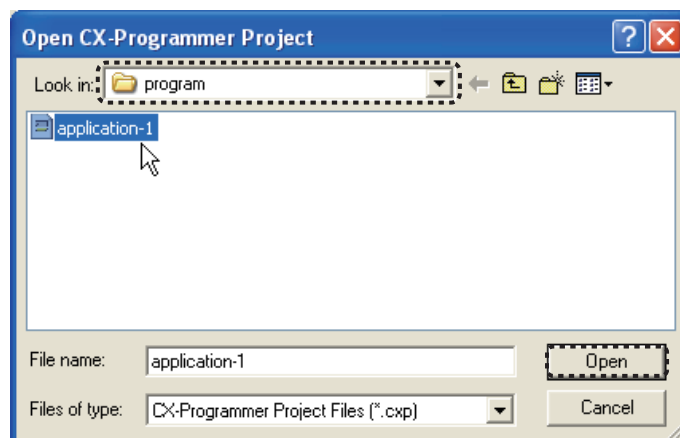 Open CX-Programmer Project
Look in: program
application-1
File name: application-1 Open
Files of type: CX-Programmer Project Files (*.cxp) Cancel